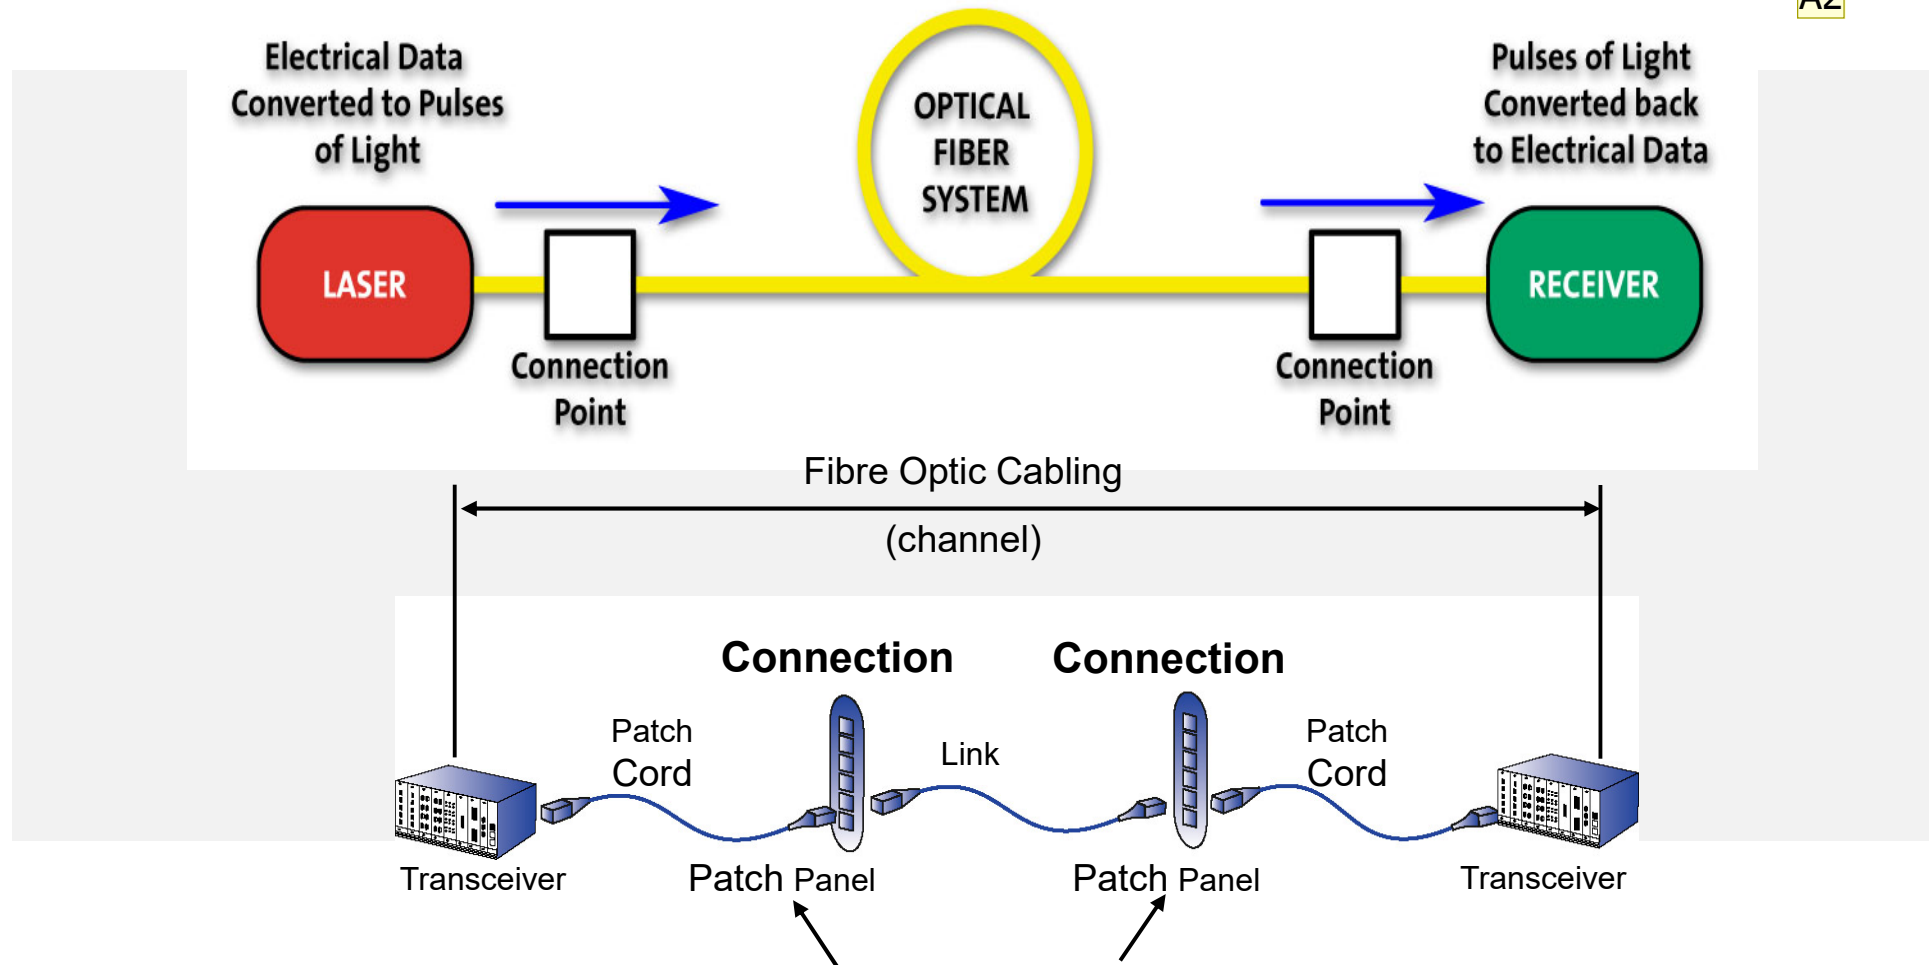 A2
Electrical Data
Converted to Pulses
of Light
OPTICAL
FIBER
SYSTEM
Pulses of Light
Converted back
to Electrical Data
LASER
RECEIVER
Connection
Point
Connection
Point
Fibre Optic Cabling
(channel)
Connection
Connection
Patch
Cord
Link
Patch
Cord
Transceiver
Patch Panel
Patch Panel
Transceiver